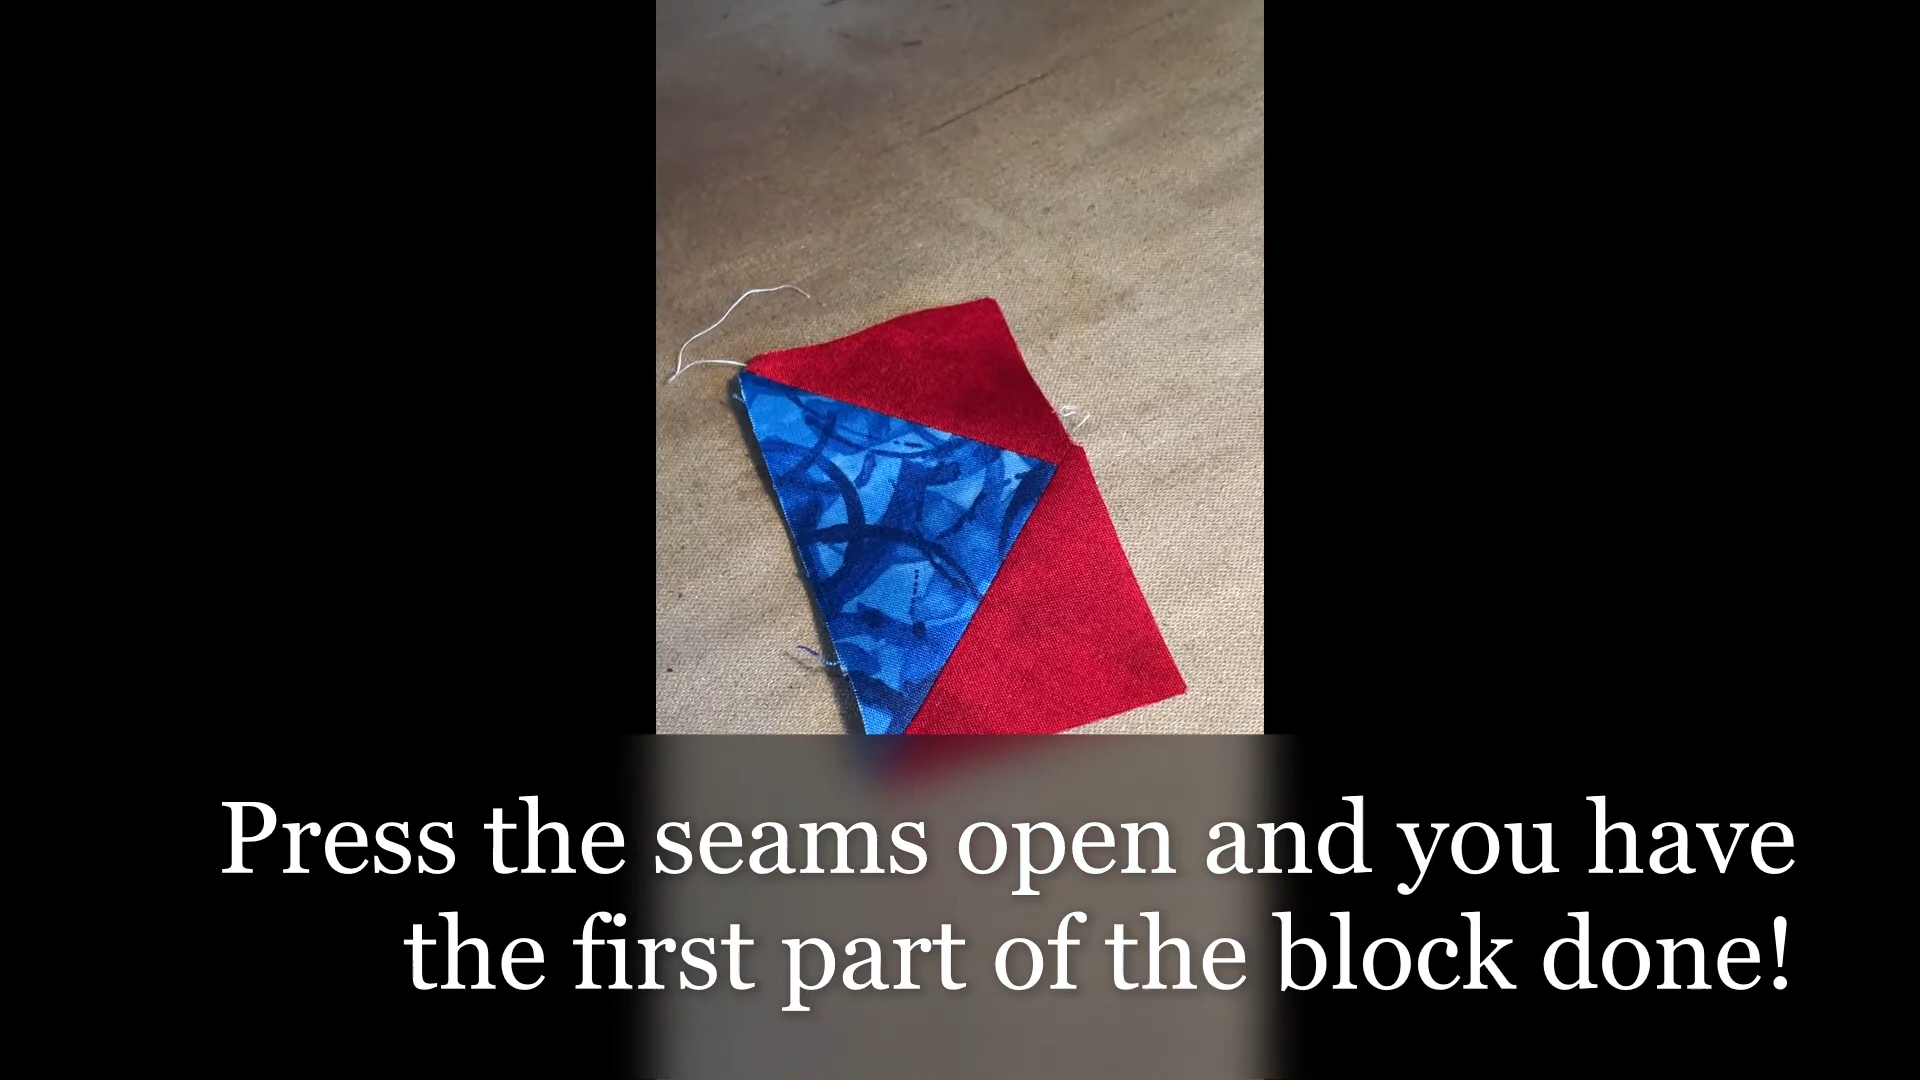 Press the seams open and you have
the first part of the block done!